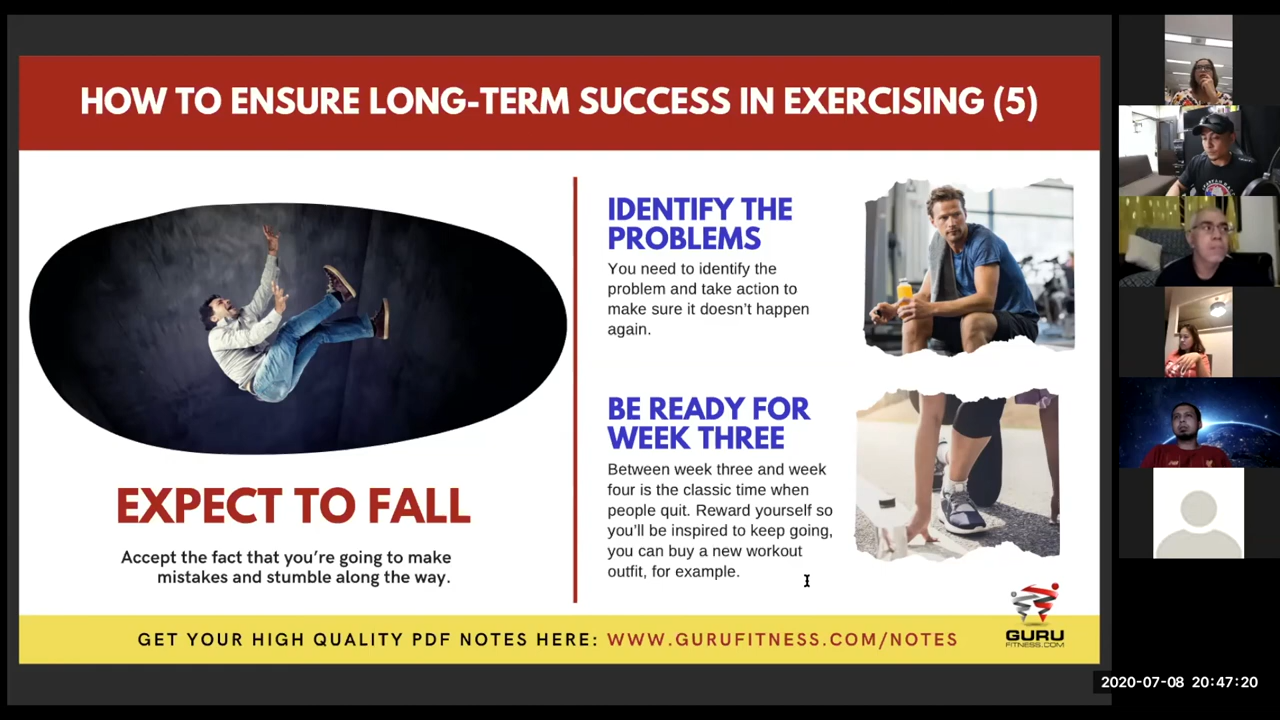 HOW TO ENSURE LONG-TERM SUCCESS IN EXERCISING (5)
EXPECT TO FALL
Accept the fact that you're going to make
mistakes and stumble along the way.
IDENTIFY THE
PROBLEMS
You need to identify the
problem and take action to
make sure it doesn't happen
again.
BE READY FOR
WEEK THREE
Between week three and week
four is the classic time when
people quit. Reward yourself so
you'll be inspired to keep going,
you can buy a new workout
outfit, for example.
GET YOUR HIGH QUALITY PDF NOTES HERE: WWW.GURUFITNESS.COM/NOTES
GURU
FITNESS.COM
2020-07-08 20:47:20